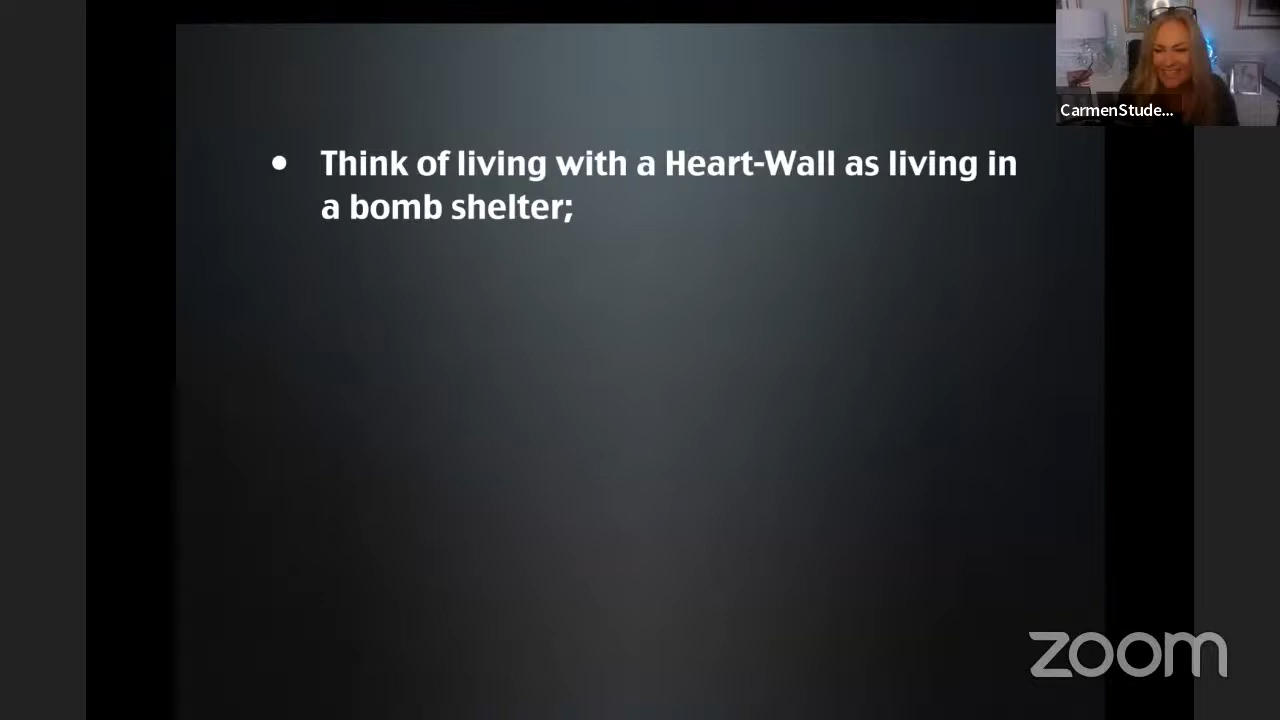 CarmenStude...
• Think of living with a Heart-Wall as living in
a bomb shelter;
zoom